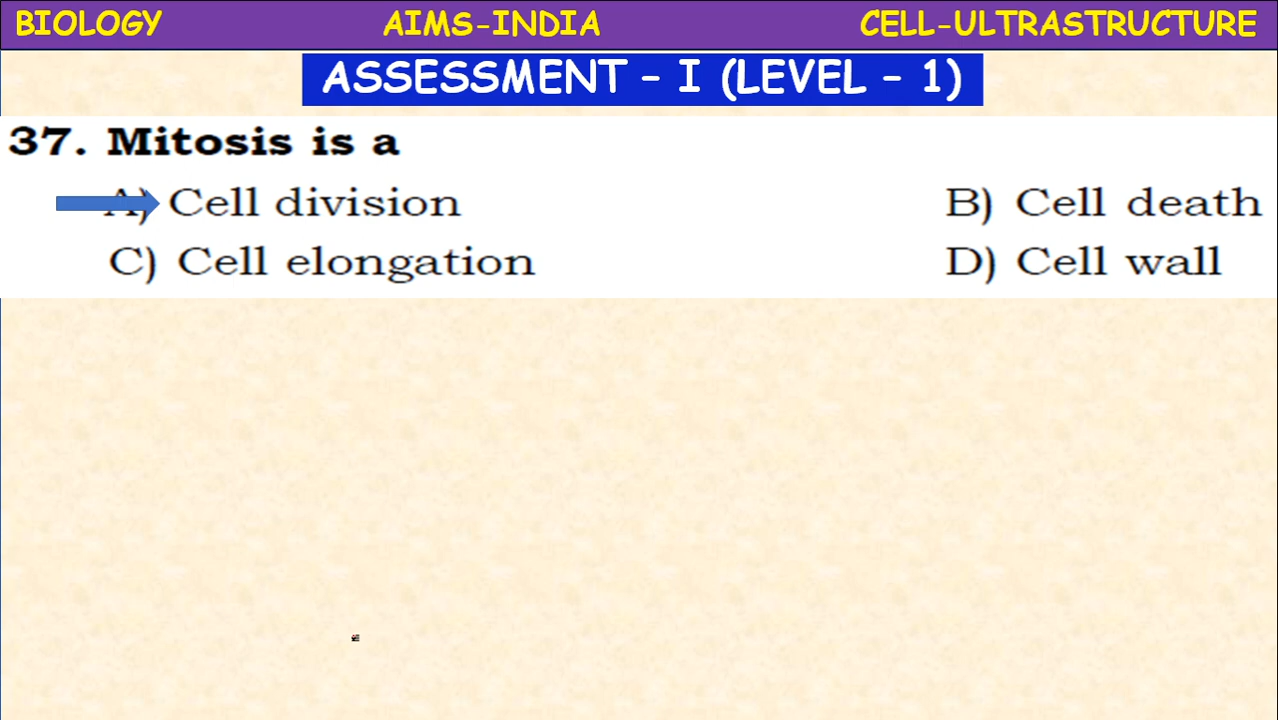 BIOLOGY AIMS-INDIA CELL-ULTRASTRUCTURE
ASSESSMENT – I (LEVEL – 1)
37. Mitosis is a
A) Cell division B) Cell death
C) Cell elongation D) Cell wall